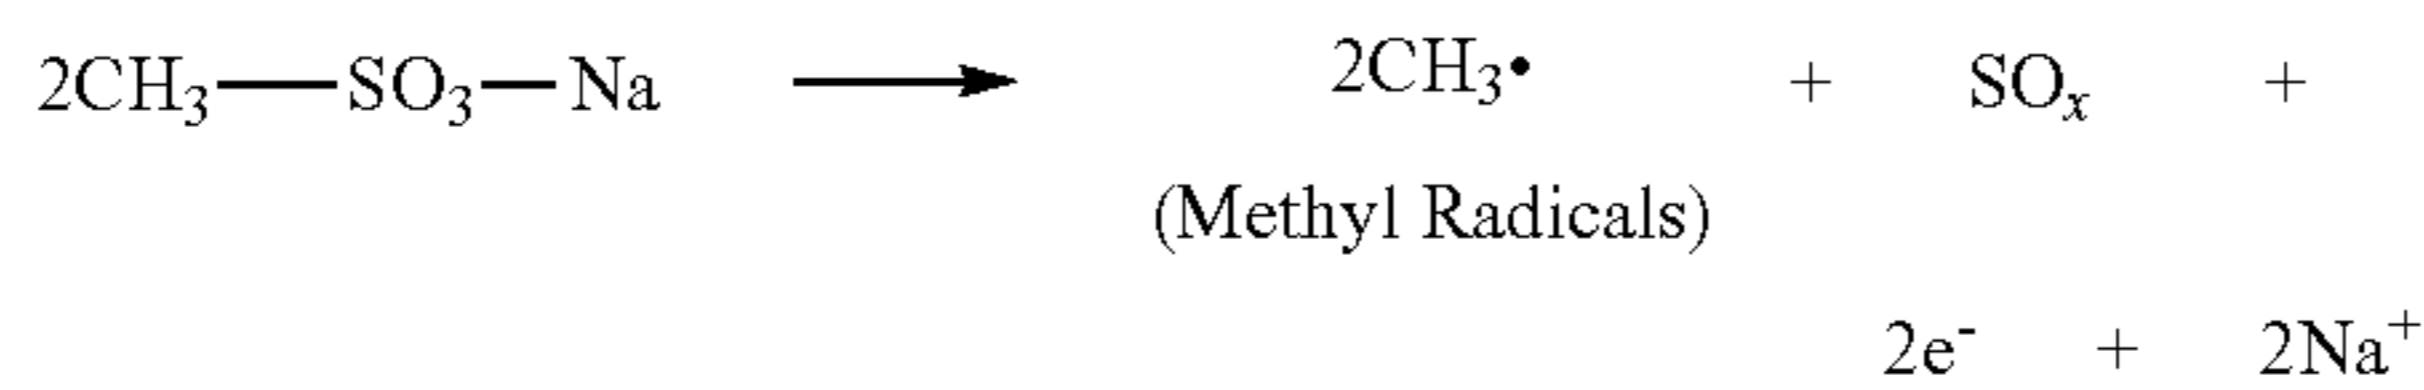 2CH₃—SO₃—Na ⟶ 2CH₃• + SOₓ +
(Methyl Radicals)
2e⁻ + 2Na⁺